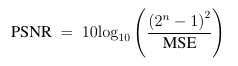 PSNR = 10log₁₀ ( (2ⁿ − 1)² / MSE )